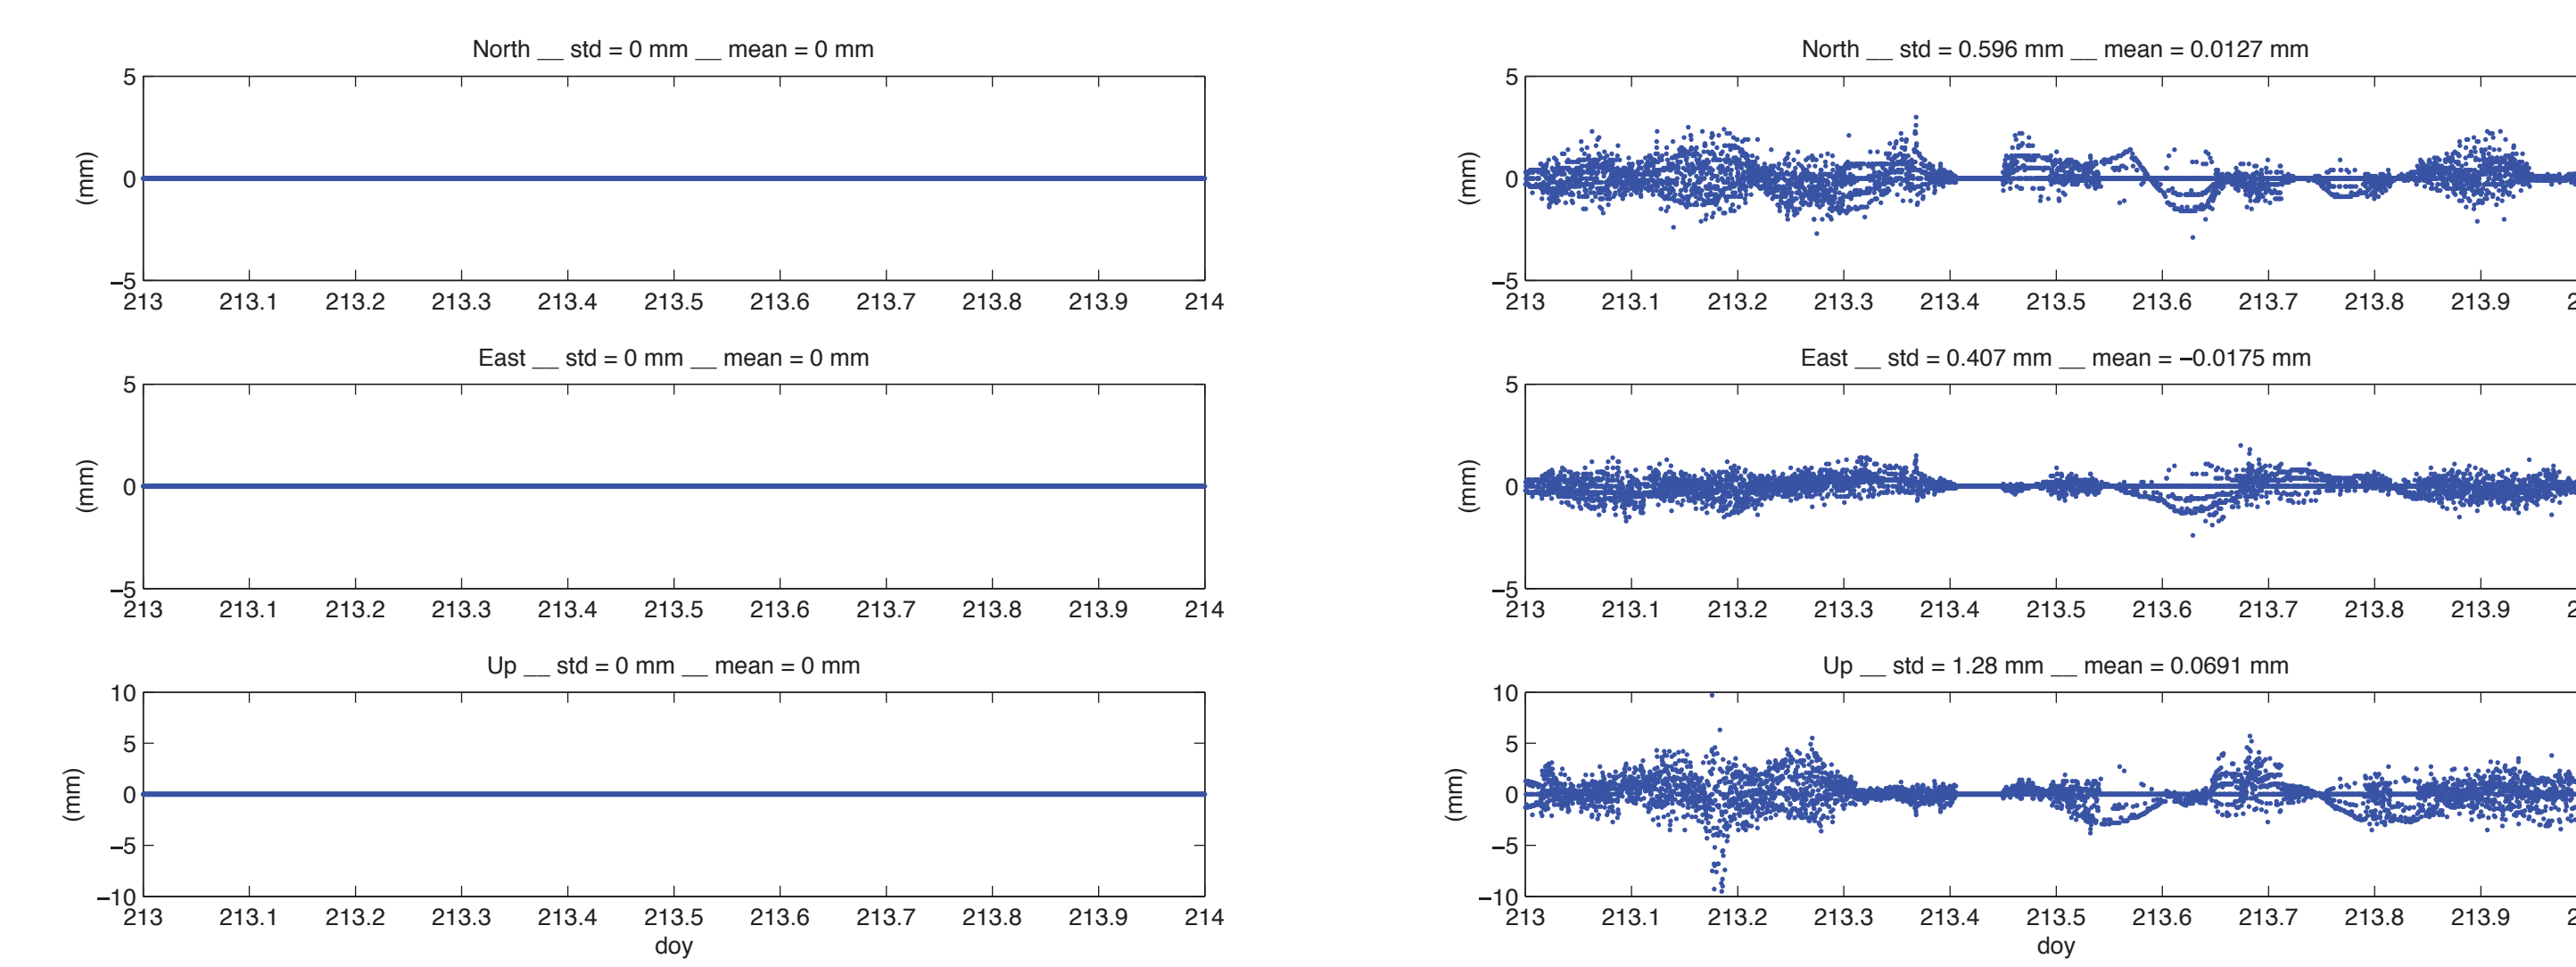 North __ std = 0 mm __ mean = 0 mm
5
0
−5
(mm)
213 213.1 213.2 213.3 213.4 213.5 213.6 213.7 213.8 213.9 214
East __ std = 0 mm __ mean = 0 mm
5
0
−5
(mm)
213 213.1 213.2 213.3 213.4 213.5 213.6 213.7 213.8 213.9 214
Up __ std = 0 mm __ mean = 0 mm
10
5
0
−5
−10
(mm)
213 213.1 213.2 213.3 213.4 213.5 213.6 213.7 213.8 213.9 214
doy
North __ std = 0.596 mm __ mean = 0.0127 mm
5
0
−5
(mm)
213 213.1 213.2 213.3 213.4 213.5 213.6 213.7 213.8 213.9
East __ std = 0.407 mm __ mean = −0.0175 mm
5
0
−5
(mm)
213 213.1 213.2 213.3 213.4 213.5 213.6 213.7 213.8 213.9
Up __ std = 1.28 mm __ mean = 0.0691 mm
10
5
0
−5
−10
(mm)
213 213.1 213.2 213.3 213.4 213.5 213.6 213.7 213.8 213.9
doy